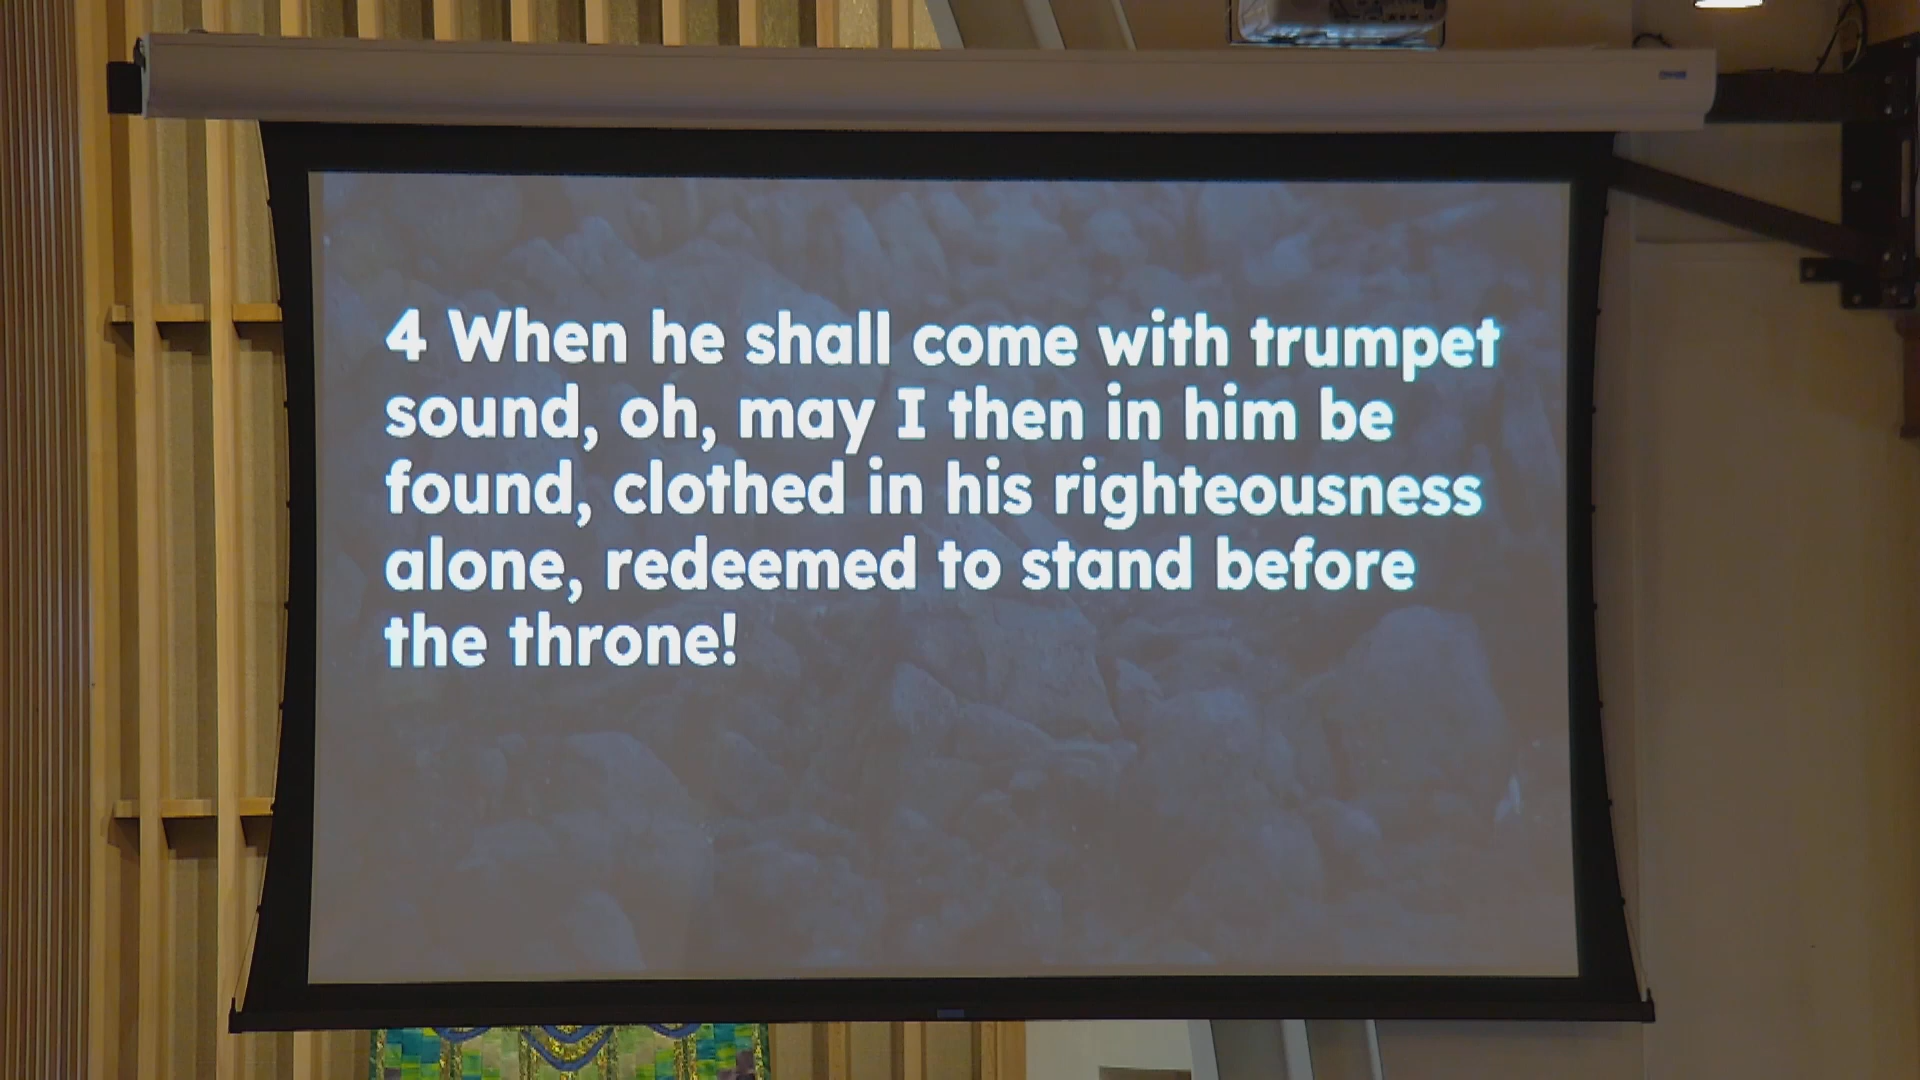 4 When he shall come with trumpet
sound, oh, may I then in him be
found, clothed in his righteousness
alone, redeemed to stand before
the throne!